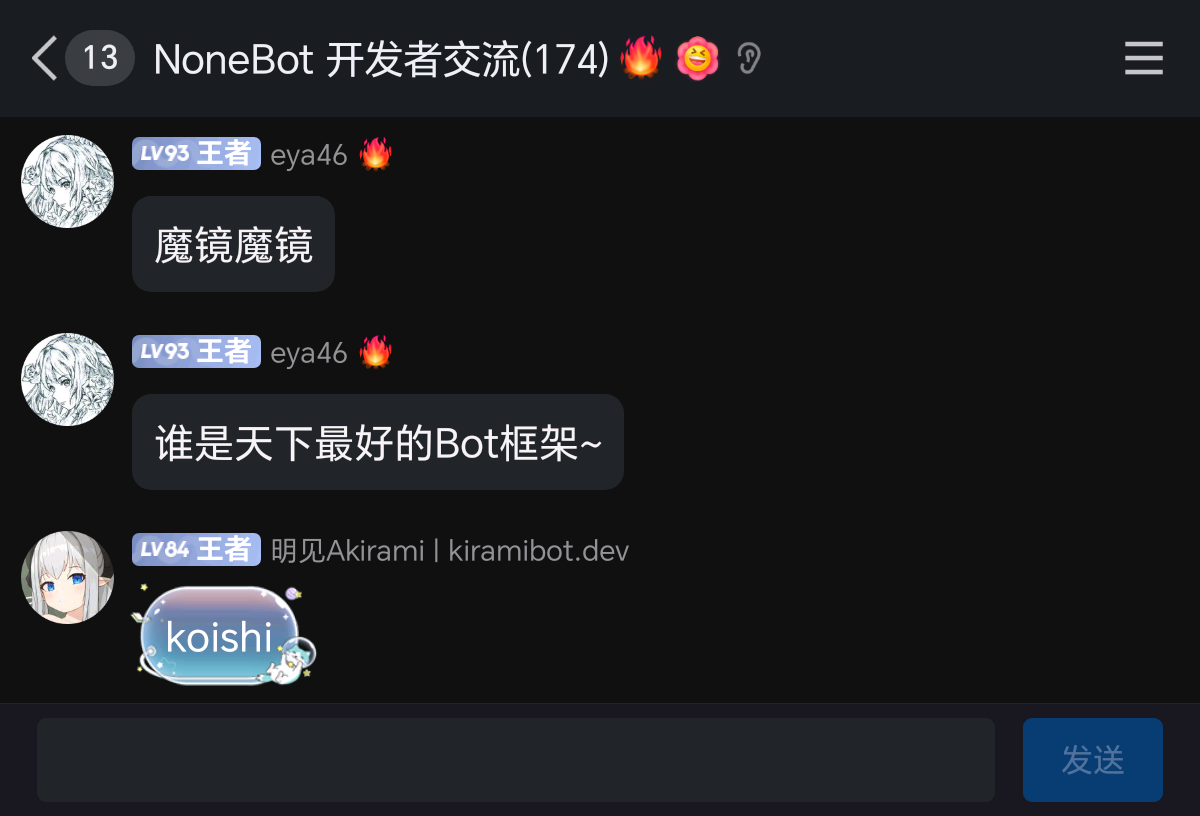 13 NoneBot 开发者交流(174)
LV93 王者 eya46
魔镜魔镜
LV93 王者 eya46
谁是天下最好的Bot框架~
LV84 王者 明见Akirami | kiramibot.dev
koishi
发送